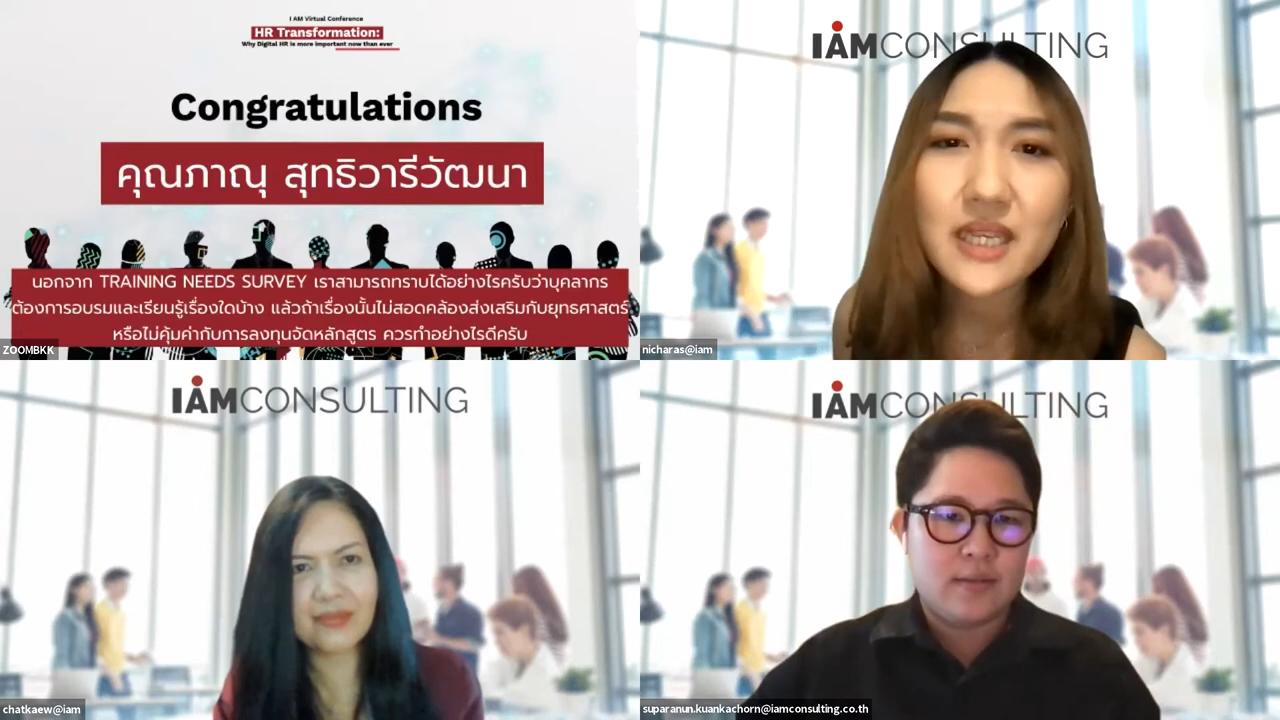 I AM Virtual Conference
HR Transformation:
Why Digital HR is more important now than ever
Congratulations
คุณภาณุ สุทธิวารีวัฒนา
นอกจาก TRAINING NEEDS SURVEY เราสามารถทราบได้อย่างไรครับว่าบุคลากร
ต้องการอบรมและเรียนรู้เรื่องใดบ้าง แล้วถ้าเรื่องนั้นไม่สอดคล้องส่งเสริมกับยุทธศาสตร์
หรือไม่คุ้มค่ากับการลงทุนจัดหลักสูตร ควรทำอย่างไรดีครับ
ZOOMBKK
IAMCONSULTING
nicharas@iam
IAMCONSULTING
chatkaew@iam
IAMCONSULTING
suparanun.kuankachorn@iamconsulting.co.th